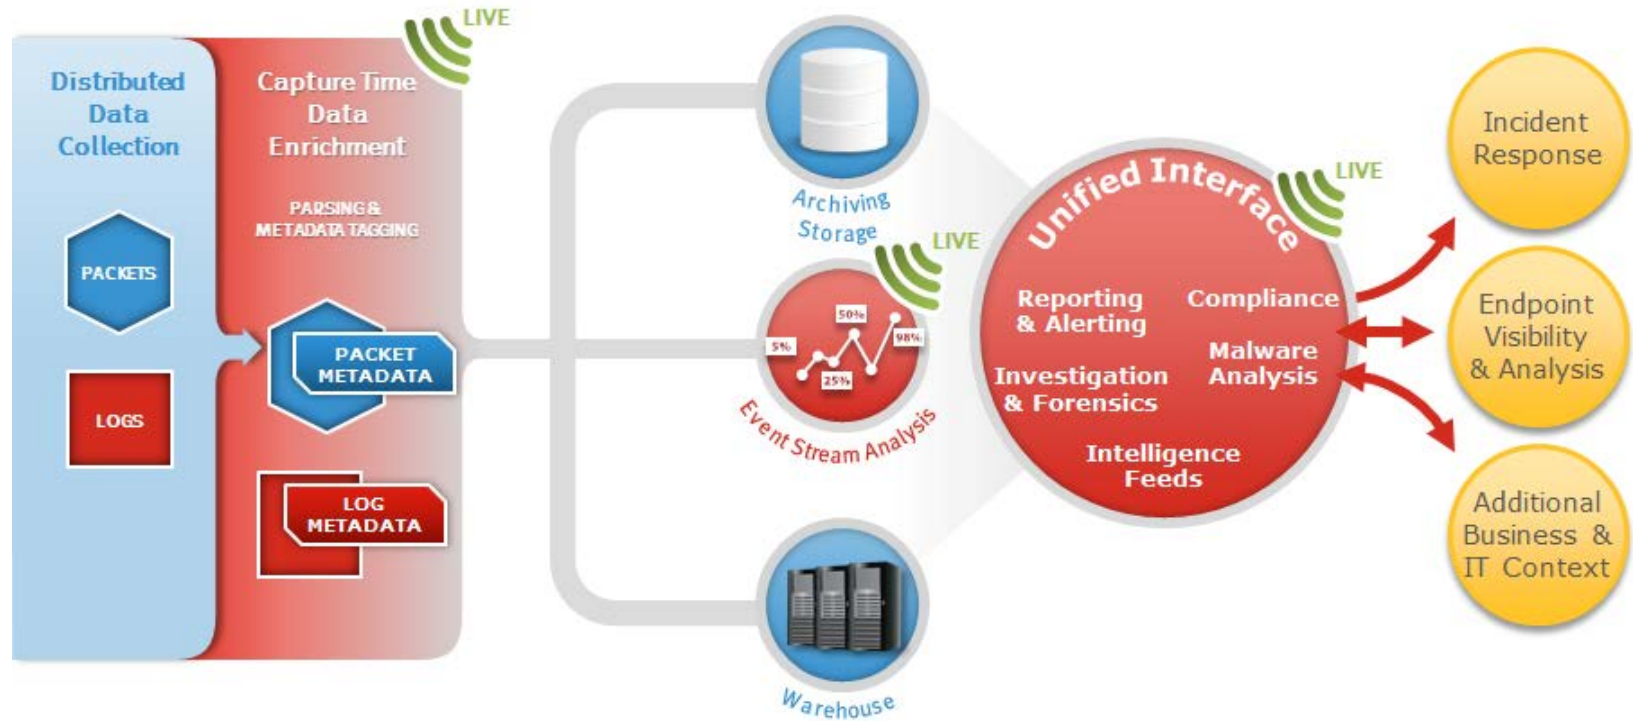 Distributed
Data
Collection
PACKETS
LOGS
LIVE
Capture Time
Data
Enrichment
PARSING &
METADATA TAGGING
PACKET
METADATA
LOG
METADATA
Archiving
Storage
LIVE
5%
25%
50%
98%
Event Stream Analysis
Warehouse
LIVE
Unified Interface
Reporting
& Alerting
Compliance
Malware
Analysis
Investigation
& Forensics
Intelligence
Feeds
Incident
Response
Endpoint
Visibility
& Analysis
Additional
Business &
IT Context